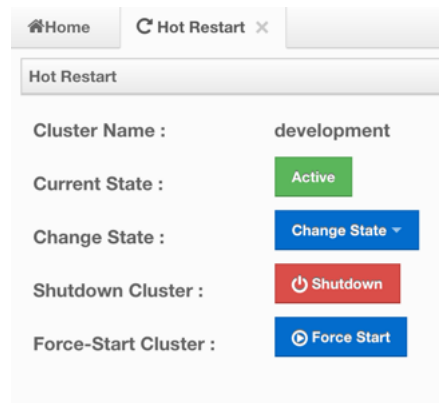 Home Hot Restart ×
Hot Restart
Cluster Name : development
Current State : Active
Change State : Change State
Shutdown Cluster : Shutdown
Force-Start Cluster : Force Start